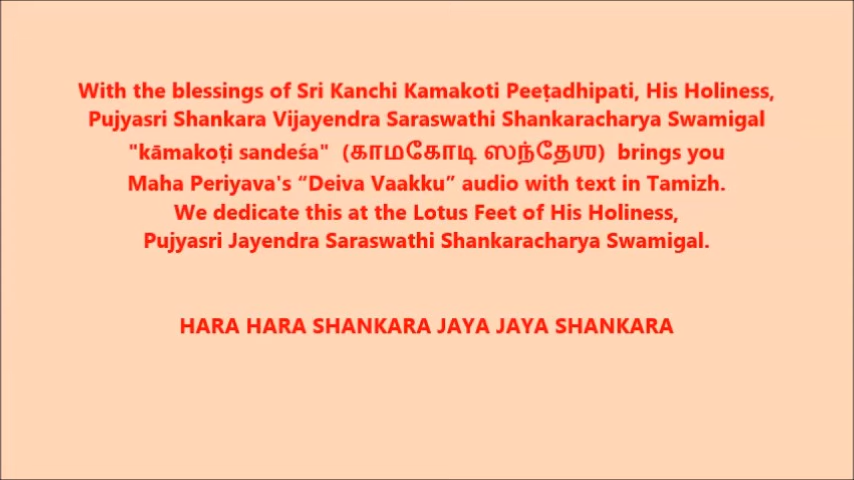 With the blessings of Sri Kanchi Kamakoti Peeṭadhipati, His Holiness,
Pujyasri Shankara Vijayendra Saraswathi Shankaracharya Swamigal
"kāmakoṭi sandeśa" (காமகோடி ஸந்தேஶ) brings you
Maha Periyava's “Deiva Vaakku” audio with text in Tamizh.
We dedicate this at the Lotus Feet of His Holiness,
Pujyasri Jayendra Saraswathi Shankaracharya Swamigal.
HARA HARA SHANKARA JAYA JAYA SHANKARA